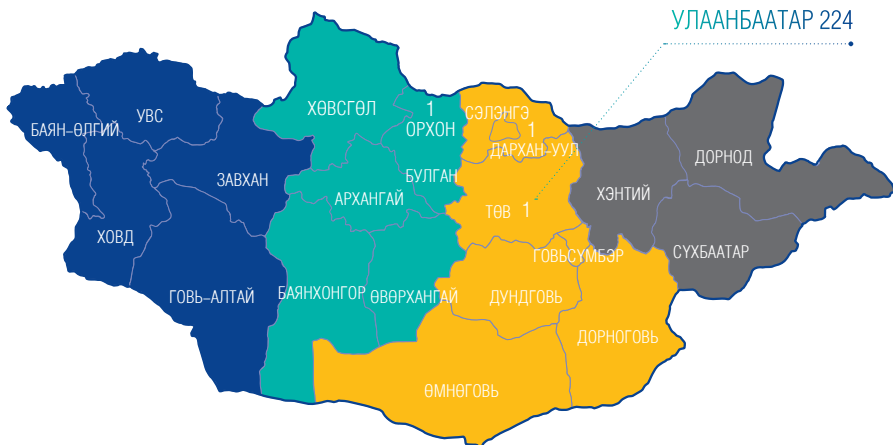 УЛААНБААТАР 224
ХӨВСГӨЛ
1
ОРХОН
СЭЛЭНГЭ
1
ДАРХАН-УУЛ
УВС
БАЯН-ӨЛГИЙ
ЗАВХАН
АРХАНГАЙ
БУЛГАН
ТӨВ 1
ХЭНТИЙ
ДОРНОД
ХОВД
ГОВЬ-АЛТАЙ
БАЯНХОНГОР
ӨВӨРХАНГАЙ
ДУНДГОВЬ
ГОВЬСҮМБЭР
СҮХБААТАР
ДОРНОГОВЬ
ӨМНӨГОВЬ